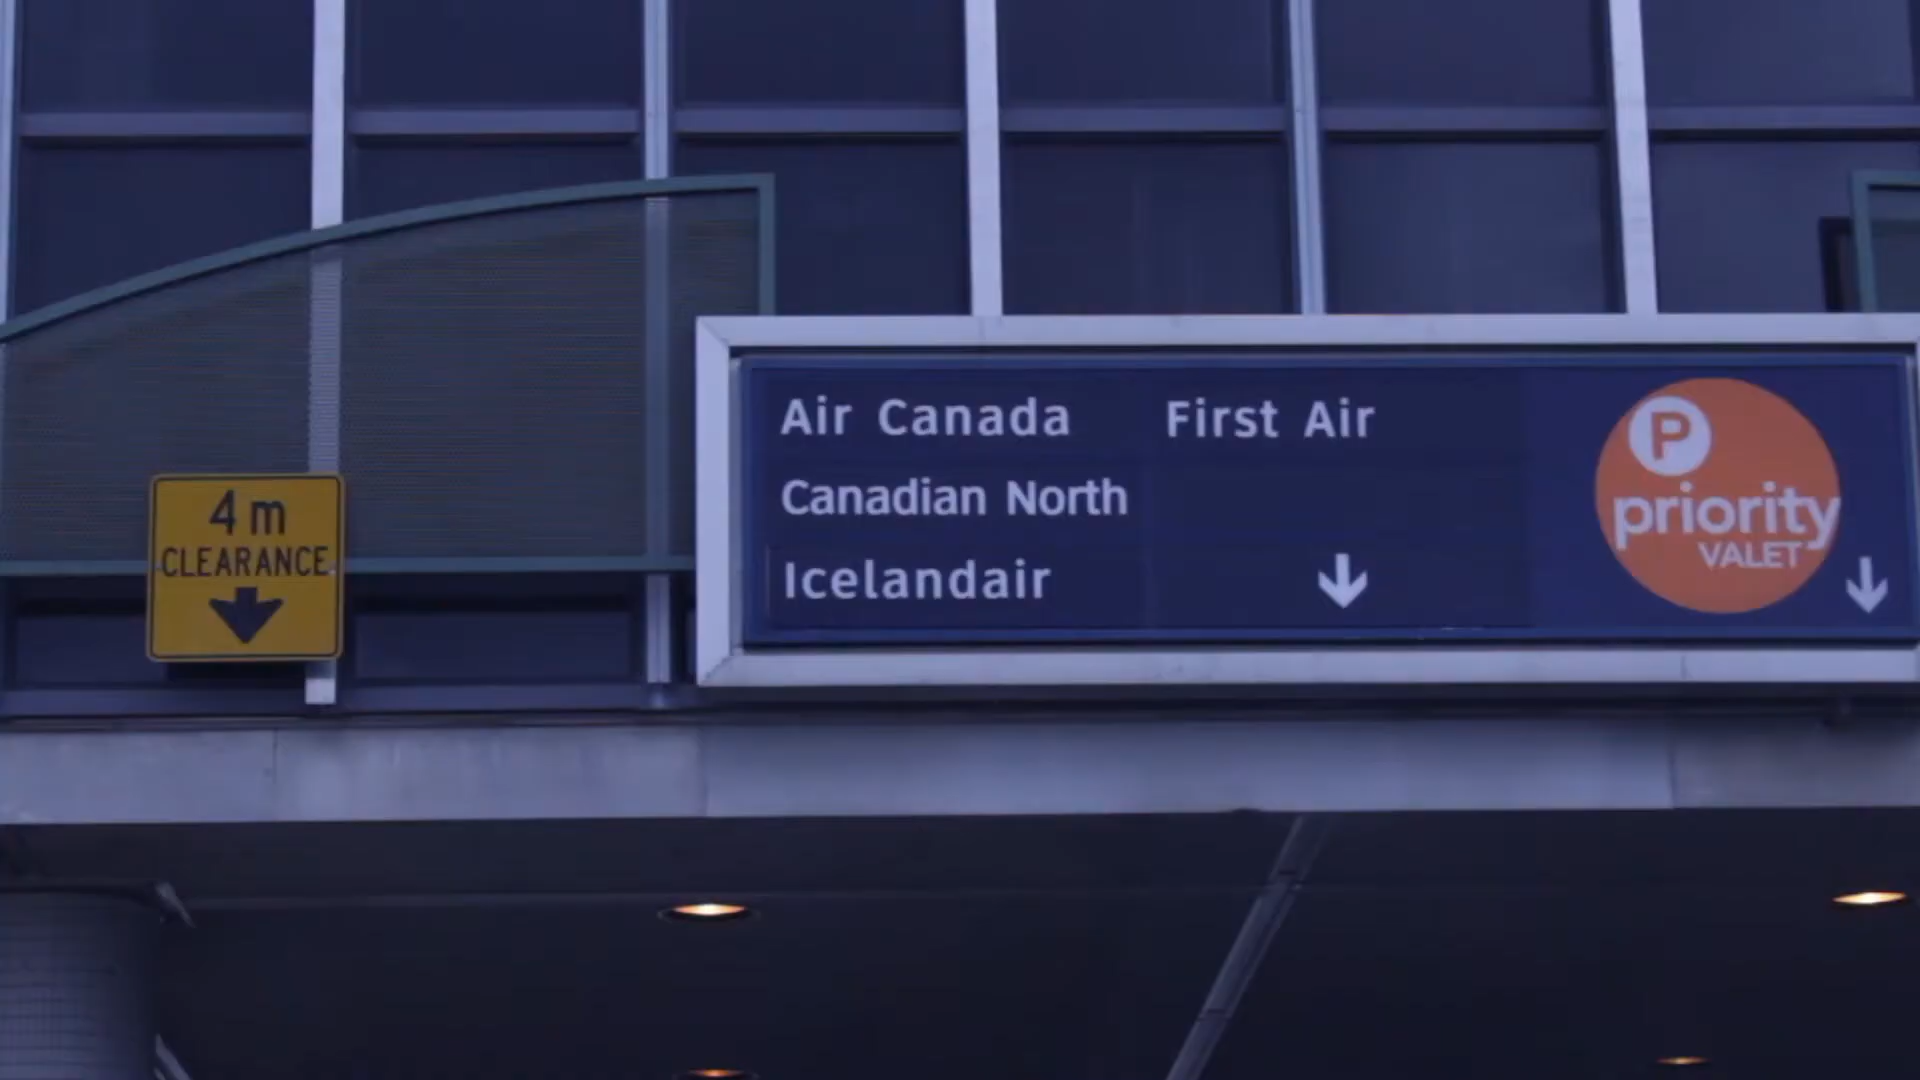 Air Canada First Air
Canadian North
Icelandair
P
priority
VALET
4 m
CLEARANCE